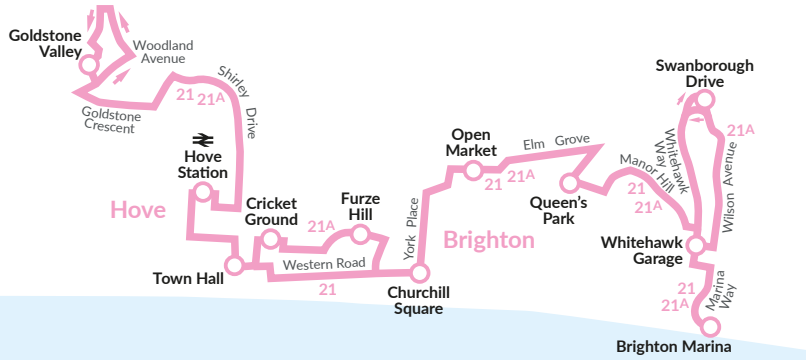 Goldstone
Valley
Woodland
Avenue
Shirley Drive
21 21A
Goldstone
Crescent
Hove
Station
Hove
Cricket
Ground
21A
Furze
Hill
Town Hall
Western Road
21
Churchill
Square
York Place
Brighton
Open
Market
21 21A
Elm Grove
Queen's
Park
Manor Hill
21
21A
Swanborough
Drive
21A
Whitehawk
Way
Wilson Avenue
Whitehawk
Garage
21
21A
Marina
Way
Brighton Marina